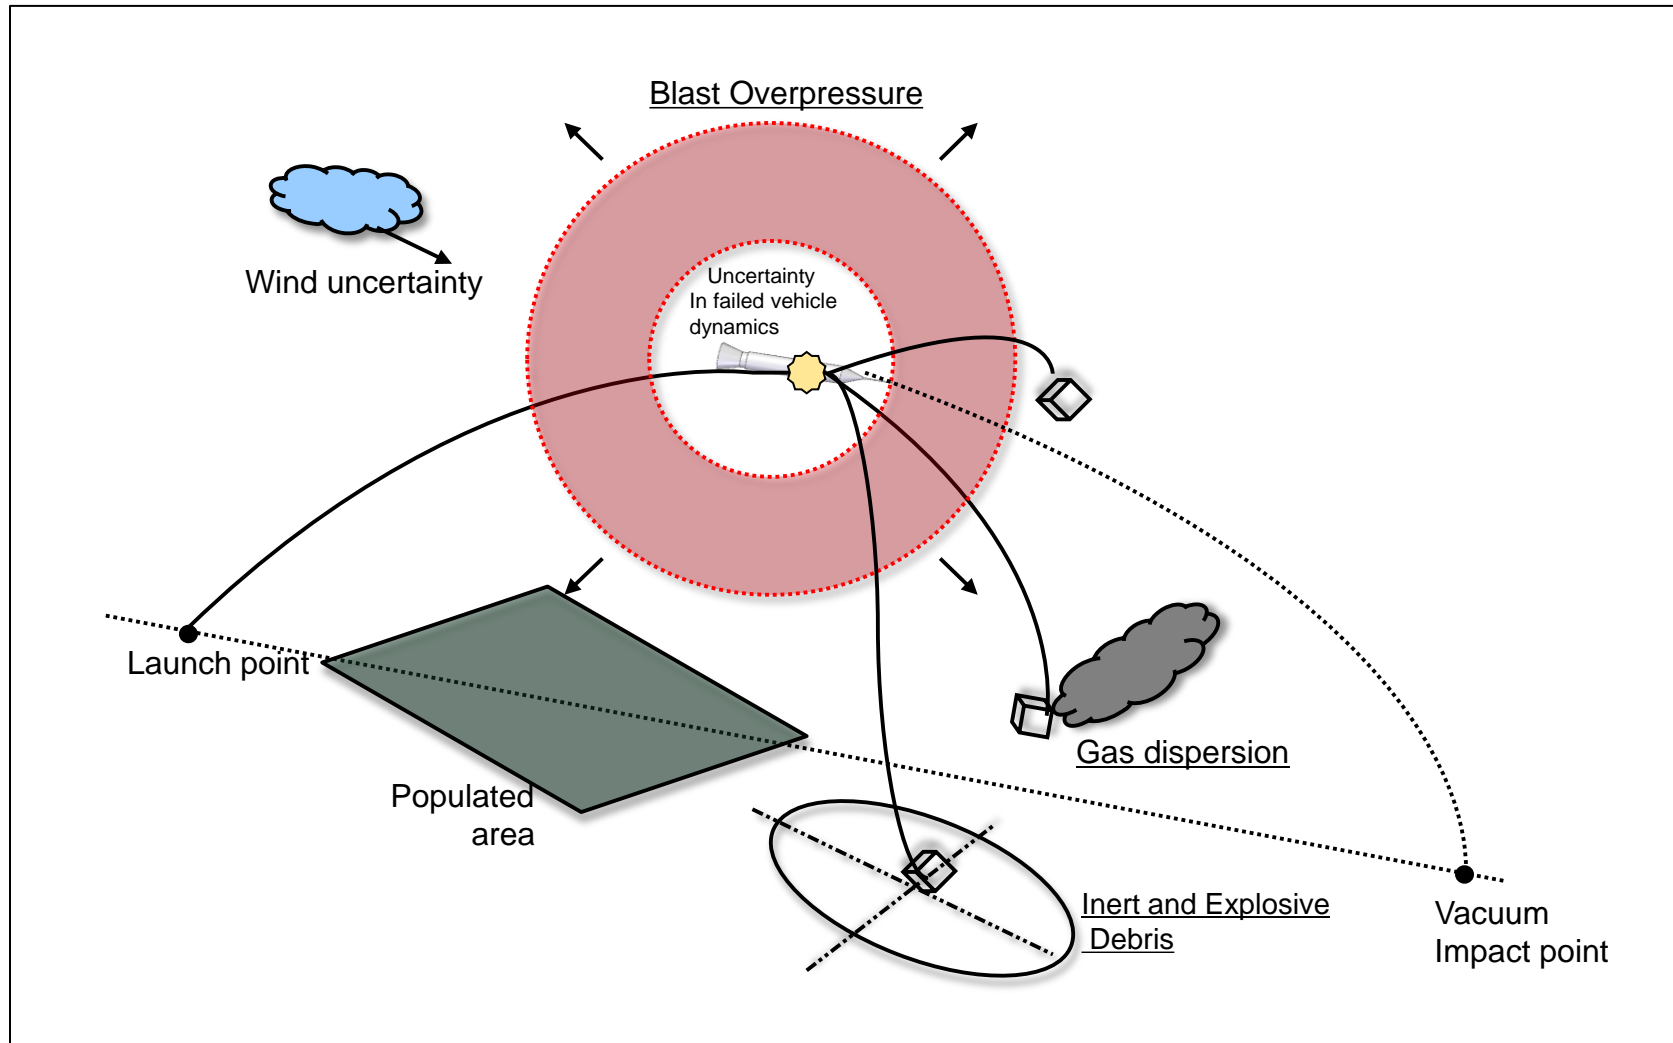 Blast Overpressure
Wind uncertainty
Uncertainty
In failed vehicle
dynamics
Launch point
Populated
area
Gas dispersion
Inert and Explosive
Debris
Vacuum
Impact point